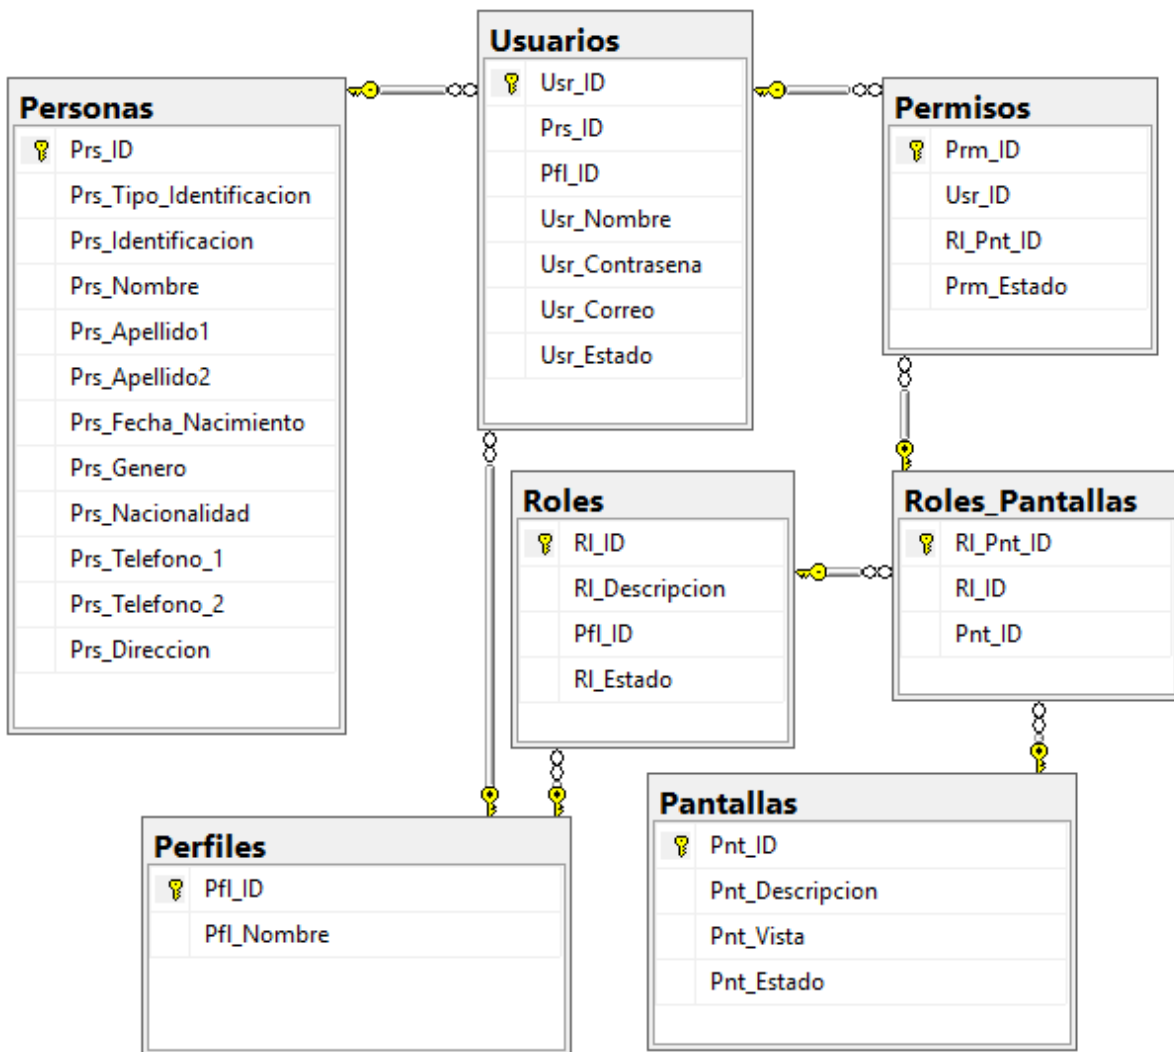 Usuarios
Usr_ID
Prs_ID
Pfl_ID
Usr_Nombre
Usr_Contrasena
Usr_Correo
Usr_Estado
Personas
Prs_ID
Prs_Tipo_Identificacion
Prs_Identificacion
Prs_Nombre
Prs_Apellido1
Prs_Apellido2
Prs_Fecha_Nacimiento
Prs_Genero
Prs_Nacionalidad
Prs_Telefono_1
Prs_Telefono_2
Prs_Direccion
Permisos
Prm_ID
Usr_ID
Rl_Pnt_ID
Prm_Estado
Roles
Rl_ID
Rl_Descripcion
Pfl_ID
Rl_Estado
Roles_Pantallas
Rl_Pnt_ID
Rl_ID
Pnt_ID
Perfiles
Pfl_ID
Pfl_Nombre
Pantallas
Pnt_ID
Pnt_Descripcion
Pnt_Vista
Pnt_Estado